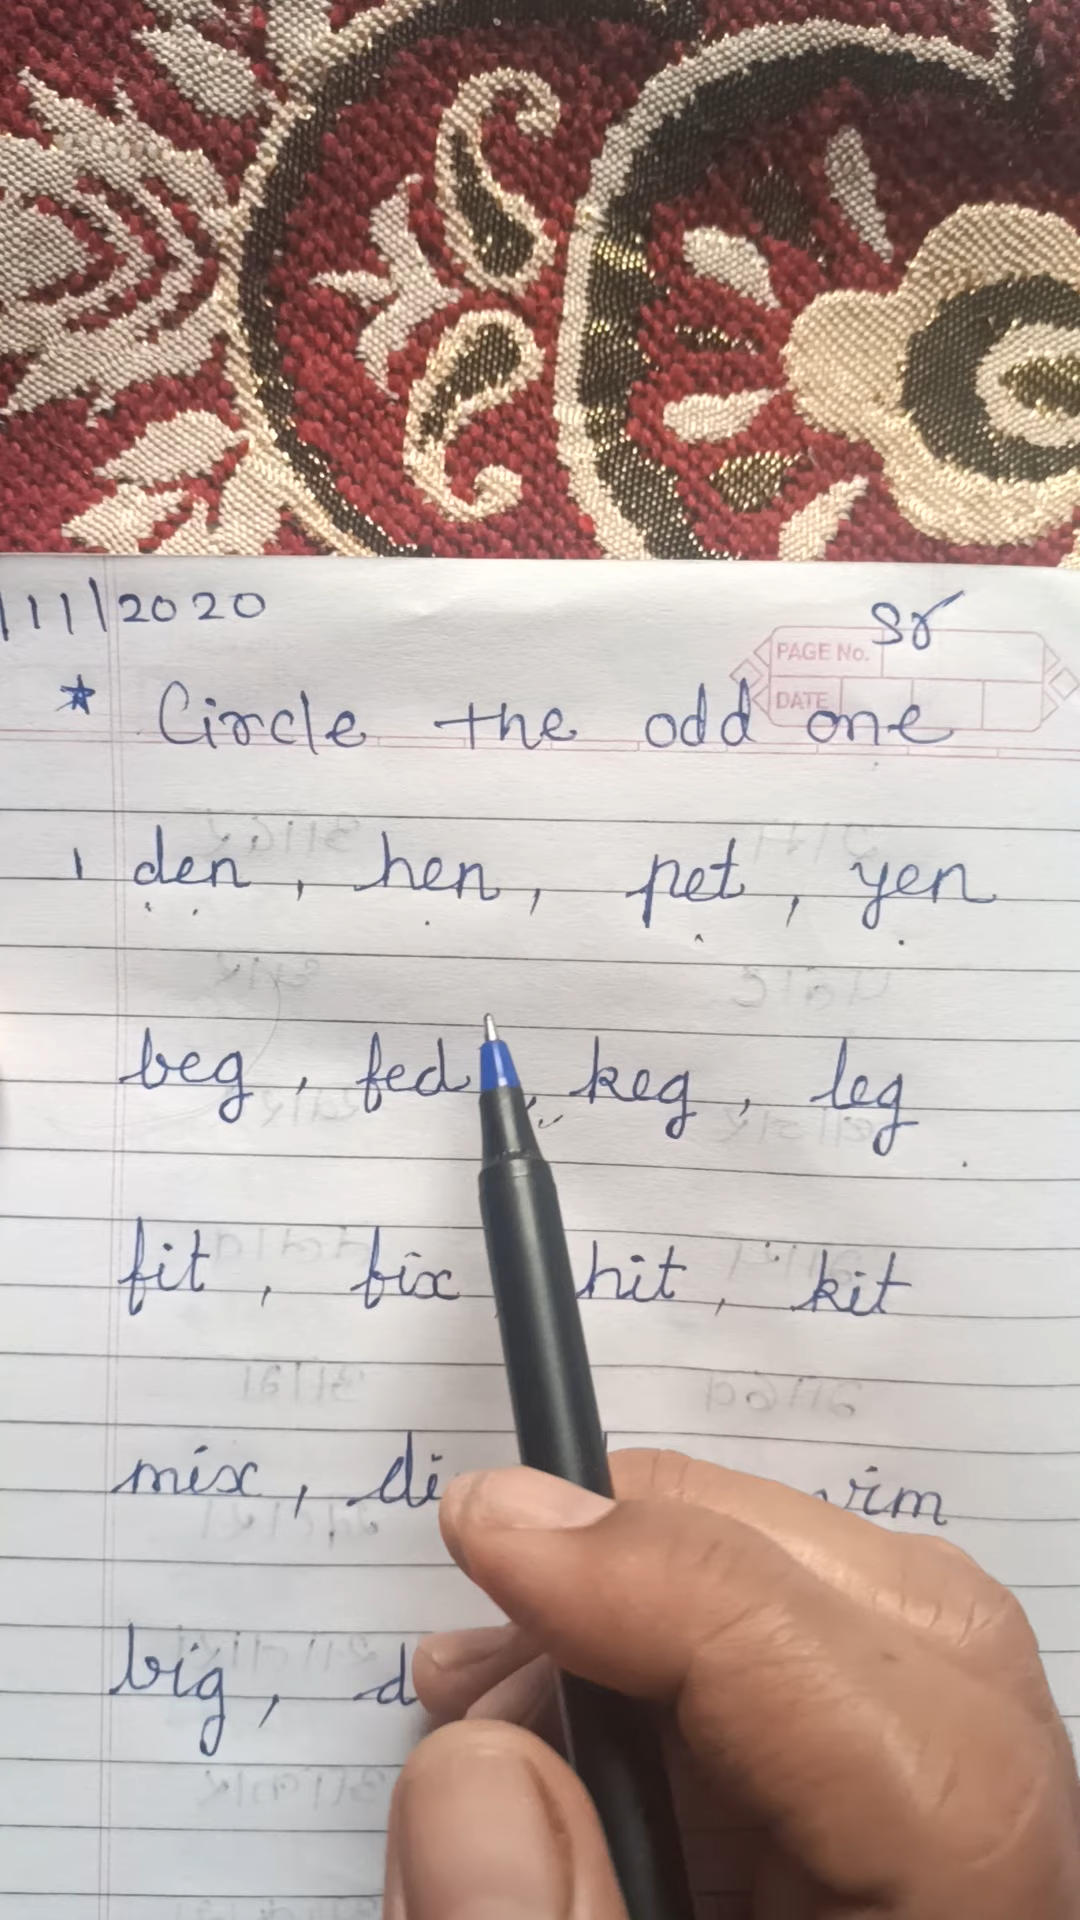 /11/2020 Sr
PAGE No.
DATE
* Circle the odd one
1 den, hen, pet, yen
beg, fed, keg, leg
fit, fix hit, kit
mix,
big,